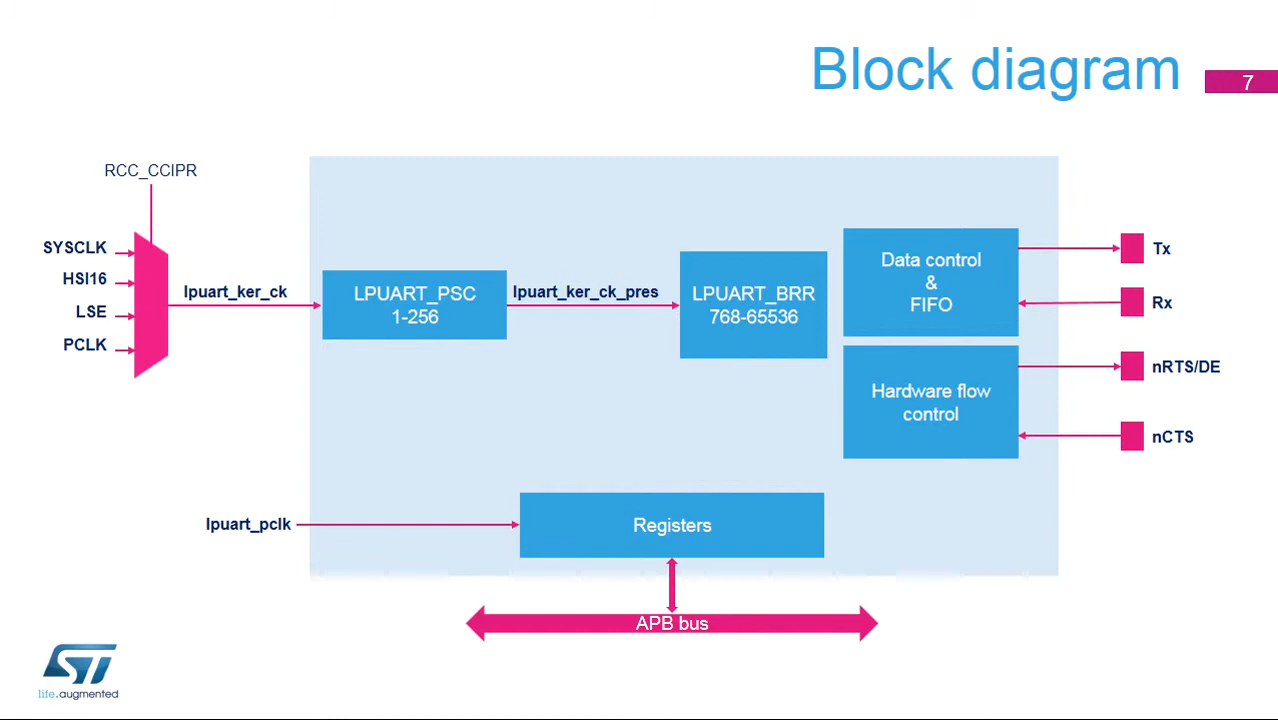 Block diagram
7
RCC_CCIPR
SYSCLK
HSI16
LSE
PCLK
lpuart_ker_ck
LPUART_PSC
1-256
lpuart_ker_ck_pres
LPUART_BRR
768-65536
Data control
&
FIFO
Hardware flow
control
Tx
Rx
nRTS/DE
nCTS
lpuart_pclk
Registers
APB bus
ST
life.augmented